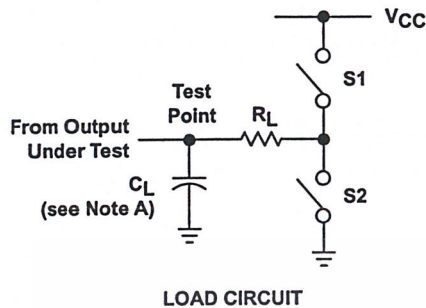 VCC
S1
Test
Point
RL
From Output
Under Test
CL
(see Note A)
S2
LOAD CIRCUIT